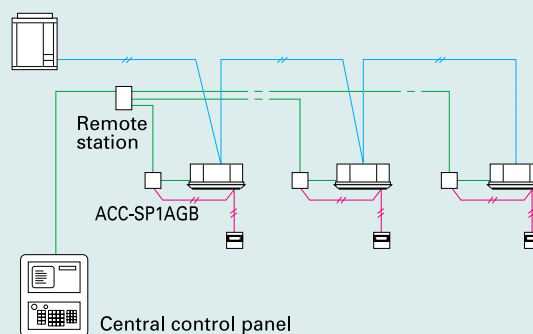 Remote
station
ACC-SP1AGB
Central control panel